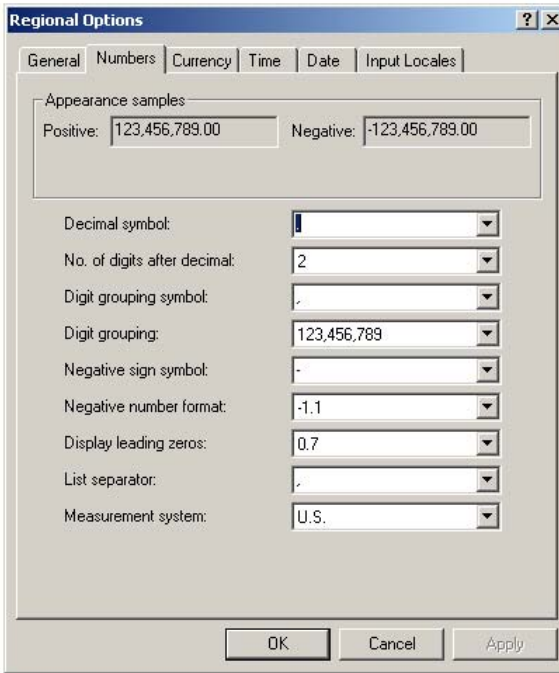 Regional Options
General Numbers Currency Time Date Input Locales
Appearance samples
Positive: 123,456,789.00 Negative: -123,456,789.00
Decimal symbol: .
No. of digits after decimal: 2
Digit grouping symbol: ,
Digit grouping: 123,456,789
Negative sign symbol: -
Negative number format: -1.1
Display leading zeros: 0.7
List separator: ,
Measurement system: U.S.
OK Cancel Apply